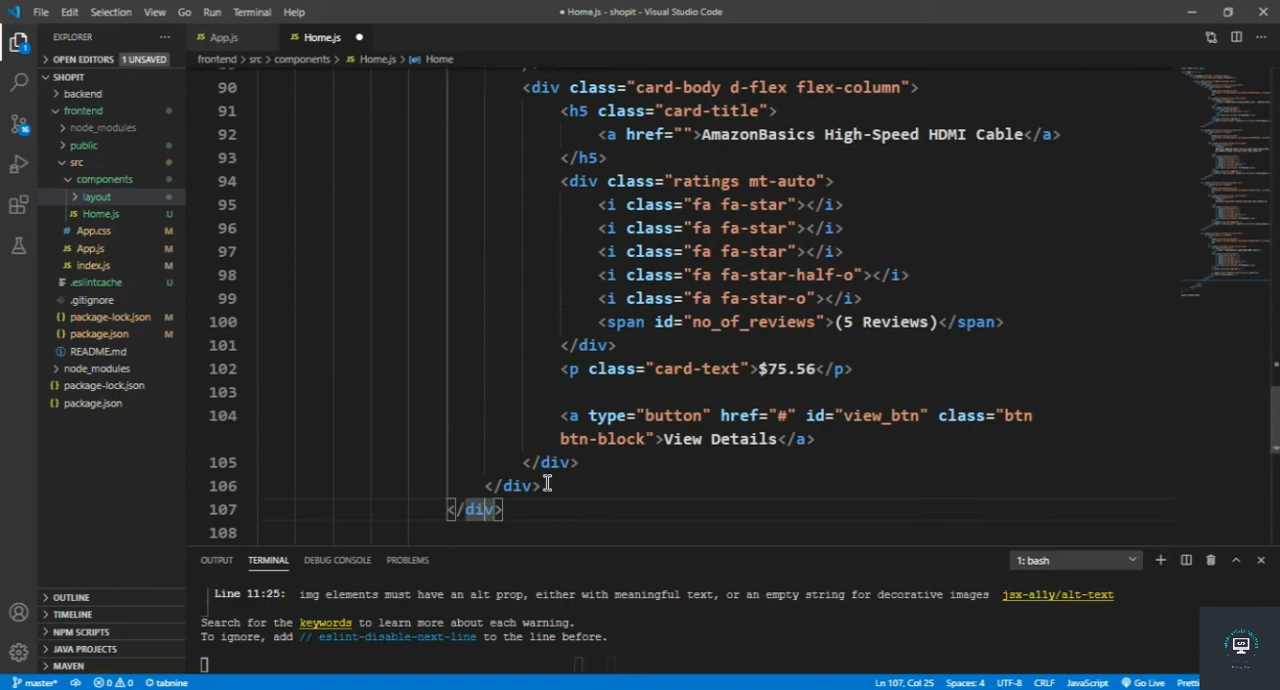 File Edit Selection View Go Run Terminal Help
● Home.js - shopit - Visual Studio Code
EXPLORER
OPEN EDITORS 1 UNSAVED
SHOPIT
backend
frontend
node_modules
public
src
components
layout
JS Home.js U
App.css M
JS App.js M
JS index.js M
.eslintcache U
.gitignore
{} package-lock.json M
{} package.json M
README.md
node_modules
{} package-lock.json
{} package.json
OUTLINE
TIMELINE
NPM SCRIPTS
JAVA PROJECTS
MAVEN
JS App.js JS Home.js ●
frontend > src > components > JS Home.js > Home
90 <div class="card-body d-flex flex-column">
91 <h5 class="card-title">
92 <a href="">AmazonBasics High-Speed HDMI Cable</a>
93 </h5>
94 <div class="ratings mt-auto">
95 <i class="fa fa-star"></i>
96 <i class="fa fa-star"></i>
97 <i class="fa fa-star"></i>
98 <i class="fa fa-star-half-o"></i>
99 <i class="fa fa-star-o"></i>
100 <span id="no_of_reviews">(5 Reviews)</span>
101 </div>
102 <p class="card-text">$75.56</p>
103
104 <a type="button" href="#" id="view_btn" class="btn
btn-block">View Details</a>
105 </div>
106 </div>
107 </div>
108
OUTPUT TERMINAL DEBUG CONSOLE PROBLEMS
1: bash
Line 11:25: img elements must have an alt prop, either with meaningful text, or an empty string for decorative images jsx-a11y/alt-text
Search for the keywords to learn more about each warning.
To ignore, add // eslint-disable-next-line to the line before.
master* 0 0 tabnine
Ln 107, Col 25 Spaces: 4 UTF-8 CRLF JavaScript Go Live